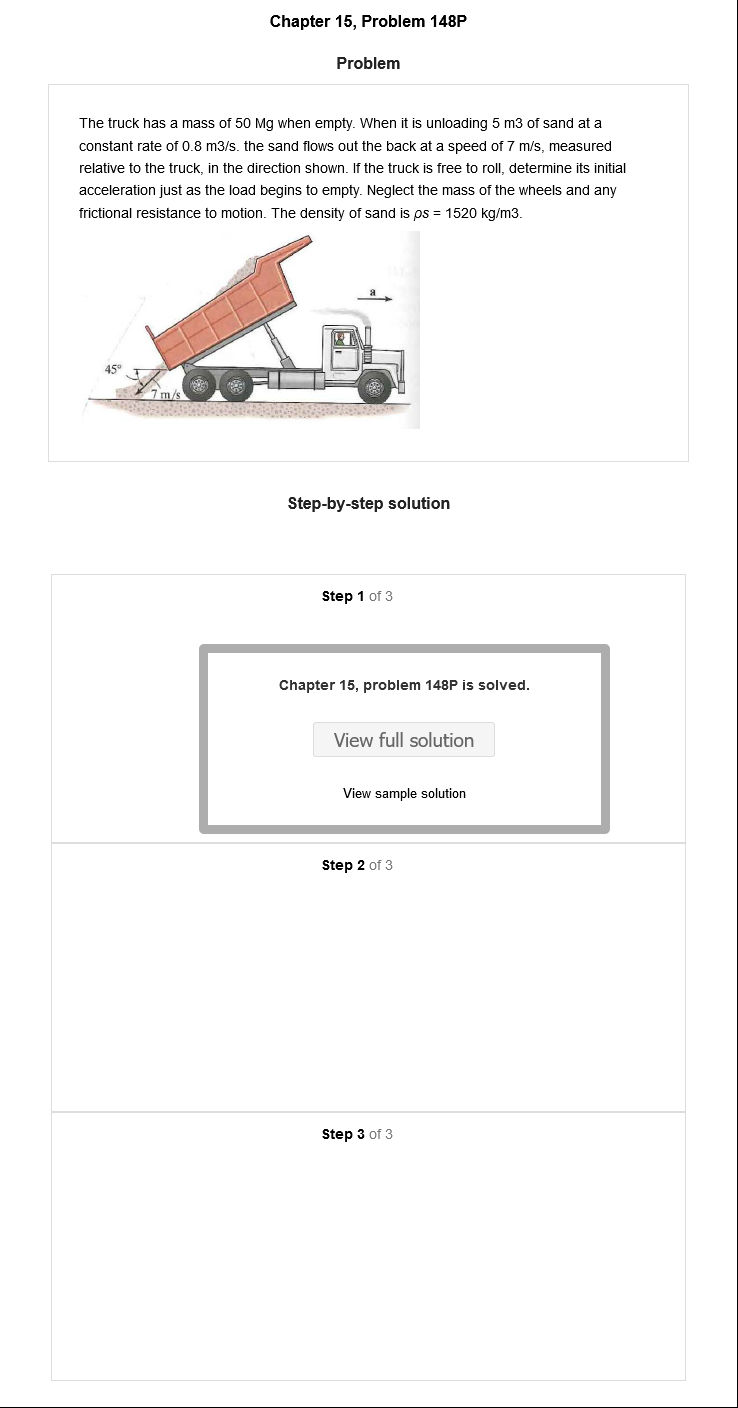 Chapter 15, Problem 148P
Problem
The truck has a mass of 50 Mg when empty. When it is unloading 5 m3 of sand at a
constant rate of 0.8 m3/s. the sand flows out the back at a speed of 7 m/s, measured
relative to the truck, in the direction shown. If the truck is free to roll, determine its initial
acceleration just as the load begins to empty. Neglect the mass of the wheels and any
frictional resistance to motion. The density of sand is ρs = 1520 kg/m3.
a
45°
7 m/s
Step-by-step solution
Step 1 of 3
Chapter 15, problem 148P is solved.
View full solution
View sample solution
Step 2 of 3
Step 3 of 3